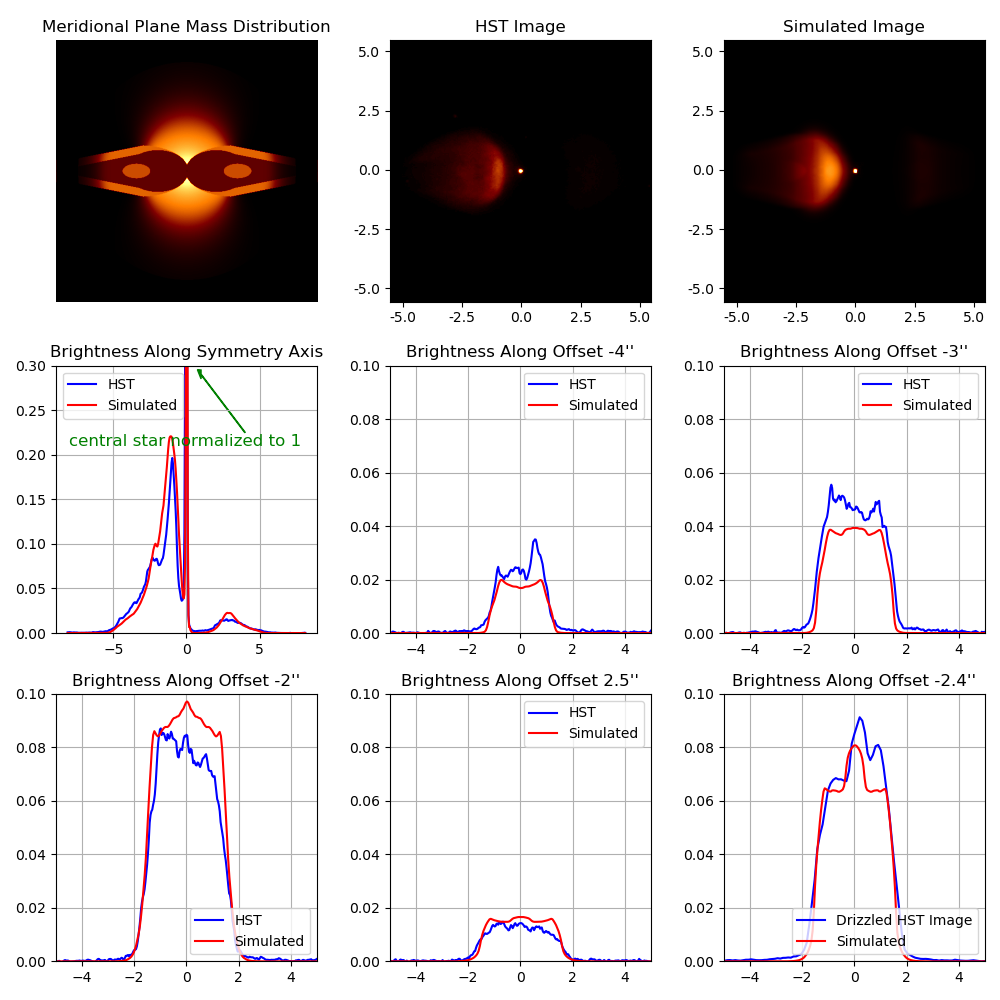 Meridional Plane Mass Distribution
HST Image
5.0
2.5
0.0
-2.5
-5.0
-5.0 -2.5 0.0 2.5 5.0
Simulated Image
5.0
2.5
0.0
-2.5
-5.0
-5.0 -2.5 0.0 2.5 5.0
Brightness Along Symmetry Axis
HST
Simulated
central star normalized to 1
0.30
0.25
0.20
0.15
0.10
0.05
0.00
−5 0 5
Brightness Along Offset -4''
HST
Simulated
0.10
0.08
0.06
0.04
0.02
0.00
−4 −2 0 2 4
Brightness Along Offset -3''
HST
Simulated
0.10
0.08
0.06
0.04
0.02
0.00
−4 −2 0 2 4
Brightness Along Offset -2''
0.10
0.08
0.06
0.04
0.02
0.00
HST
Simulated
−4 −2 0 2 4
Brightness Along Offset 2.5''
HST
Simulated
0.10
0.08
0.06
0.04
0.02
0.00
−4 −2 0 2 4
Brightness Along Offset -2.4''
0.10
0.08
0.06
0.04
0.02
0.00
Drizzled HST Image
Simulated
−4 −2 0 2 4